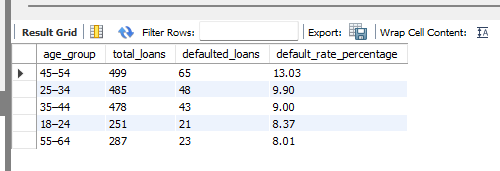 Result Grid Filter Rows: Export: Wrap Cell Content: IA
age_group total_loans defaulted_loans default_rate_percentage
45–54 499 65 13.03
25–34 485 48 9.90
35–44 478 43 9.00
18–24 251 21 8.37
55–64 287 23 8.01